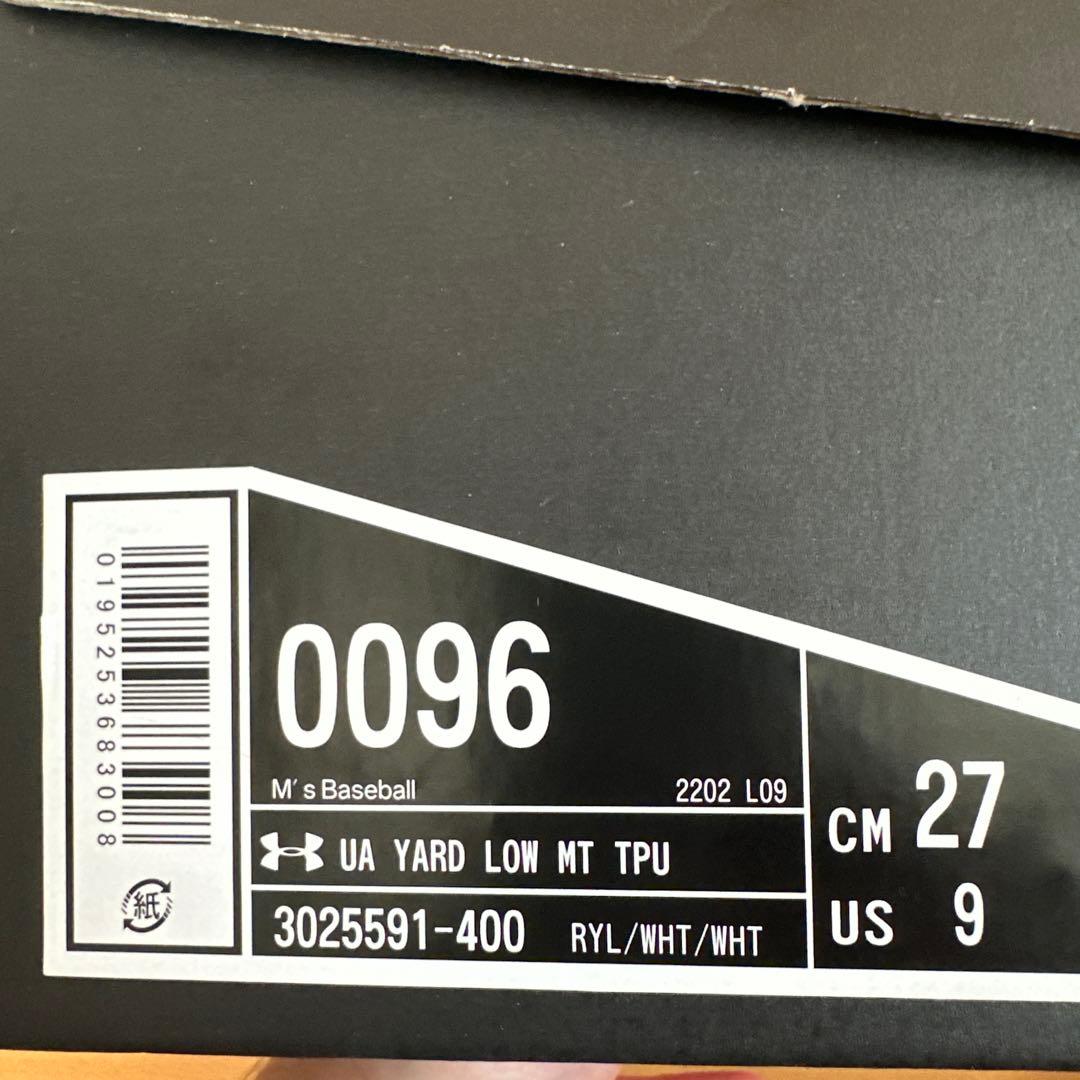 0195253683008
紙
0096
M's Baseball
2202 L09
UA YARD LOW MT TPU
3025591-400 RYL/WHT/WHT
CM 27
US 9